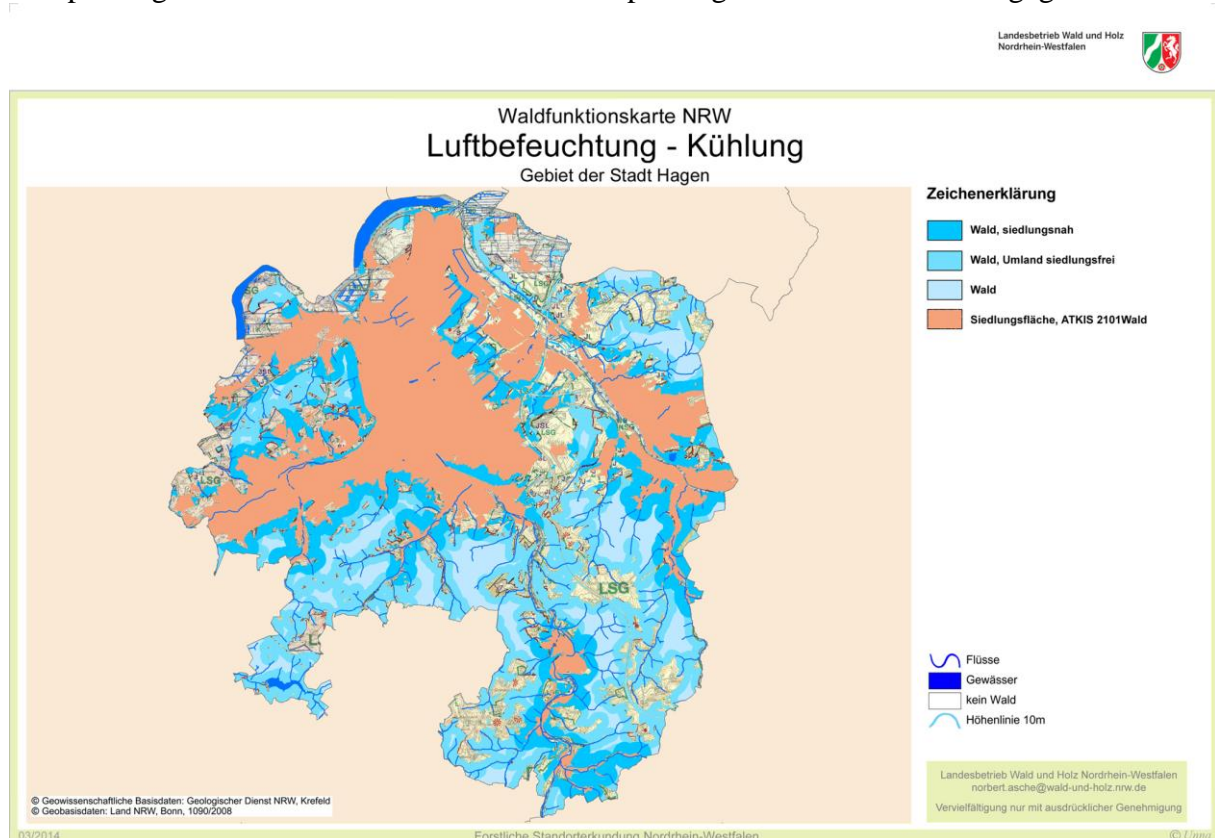 Landesbetrieb Wald und Holz
Nordrhein-Westfalen
Waldfunktionskarte NRW
Luftbefeuchtung - Kühlung
Gebiet der Stadt Hagen
Zeichenerklärung
Wald, siedlungsnah
Wald, Umland siedlungsfrei
Wald
Siedlungsfläche, ATKIS 2101Wald
LSG
LSG
LSG
LSG
Flüsse
Gewässer
kein Wald
Höhenlinie 10m
Landesbetrieb Wald und Holz Nordrhein-Westfalen
norbert.asche@wald-und-holz.nrw.de
Vervielfältigung nur mit ausdrücklicher Genehmigung
© Geowissenschaftliche Basisdaten: Geologischer Dienst NRW, Krefeld
© Geobasisdaten: Land NRW, Bonn, 1090/2008
03/2014
Forstliche Standorterkundung Nordrhein-Westfalen
© Unna